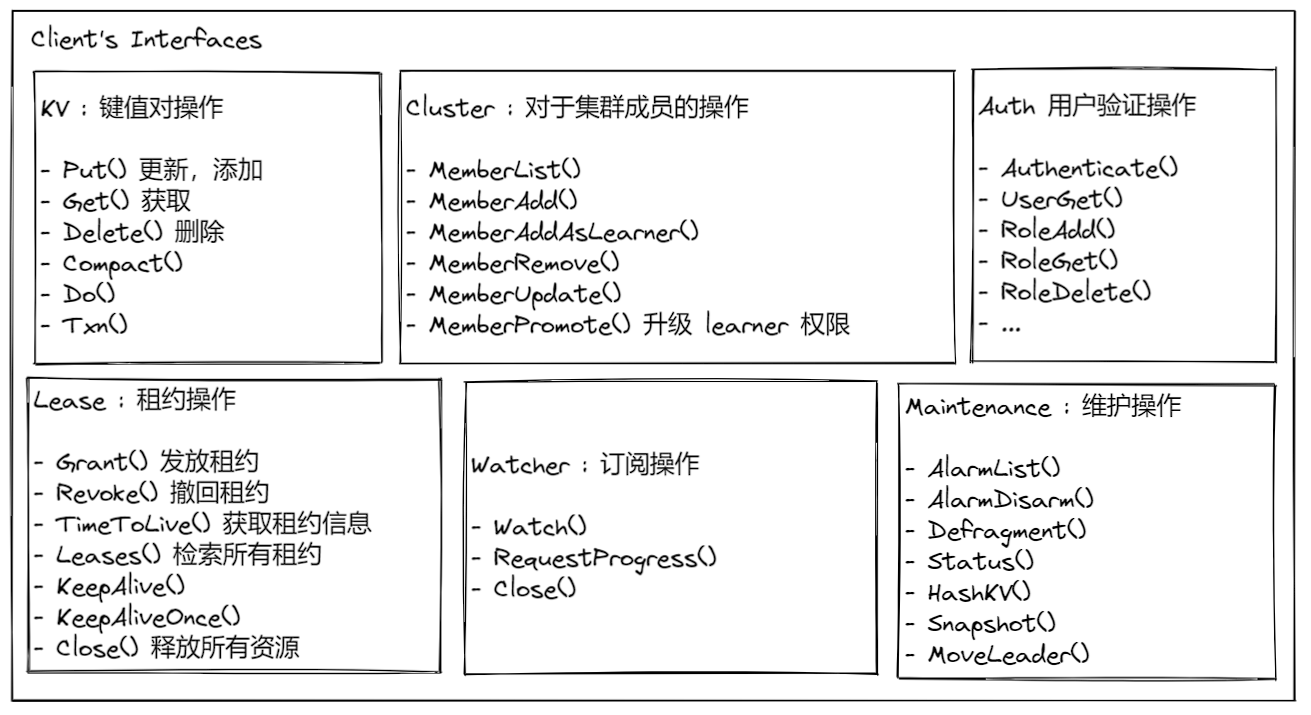 Client's Interfaces
KV : 键值对操作
- Put() 更新，添加
- Get() 获取
- Delete() 删除
- Compact()
- Do()
- Txn()
Cluster : 对于集群成员的操作
- MemberList()
- MemberAdd()
- MemberAddAsLearner()
- MemberRemove()
- MemberUpdate()
- MemberPromote() 升级 learner 权限
Auth 用户验证操作
- Authenticate()
- UserGet()
- RoleAdd()
- RoleGet()
- RoleDelete()
- ...
Lease : 租约操作
- Grant() 发放租约
- Revoke() 撤回租约
- TimeToLive() 获取租约信息
- Leases() 检索所有租约
- KeepAlive()
- KeepAliveOnce()
- Close() 释放所有资源
Watcher : 订阅操作
- Watch()
- RequestProgress()
- Close()
Maintenance : 维护操作
- AlarmList()
- AlarmDisarm()
- Defragment()
- Status()
- HashKV()
- Snapshot()
- MoveLeader()